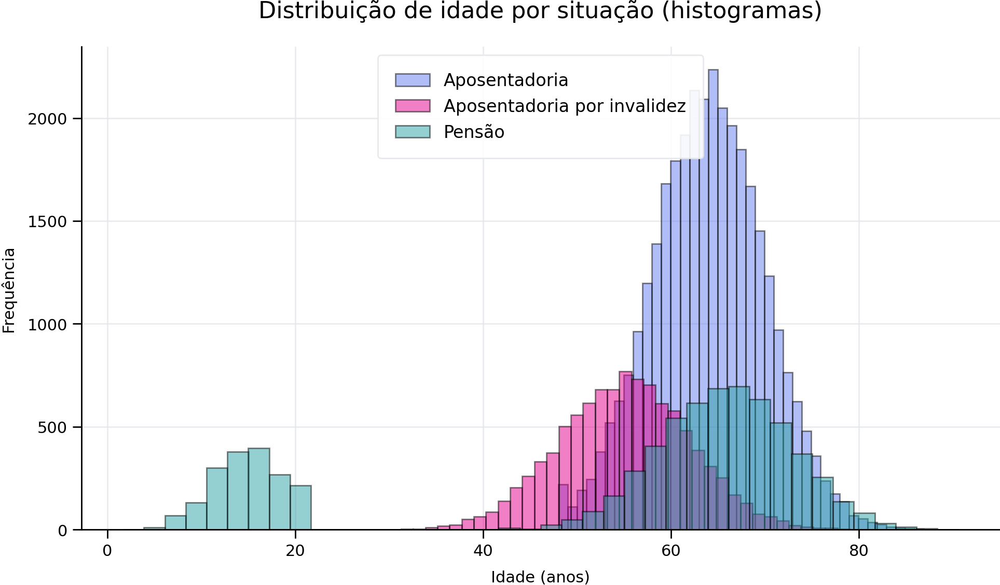 Distribuição de idade por situação (histogramas)
Aposentadoria
Aposentadoria por invalidez
Pensão
Frequência
2000
1500
1000
500
0
0 20 40 60 80
Idade (anos)